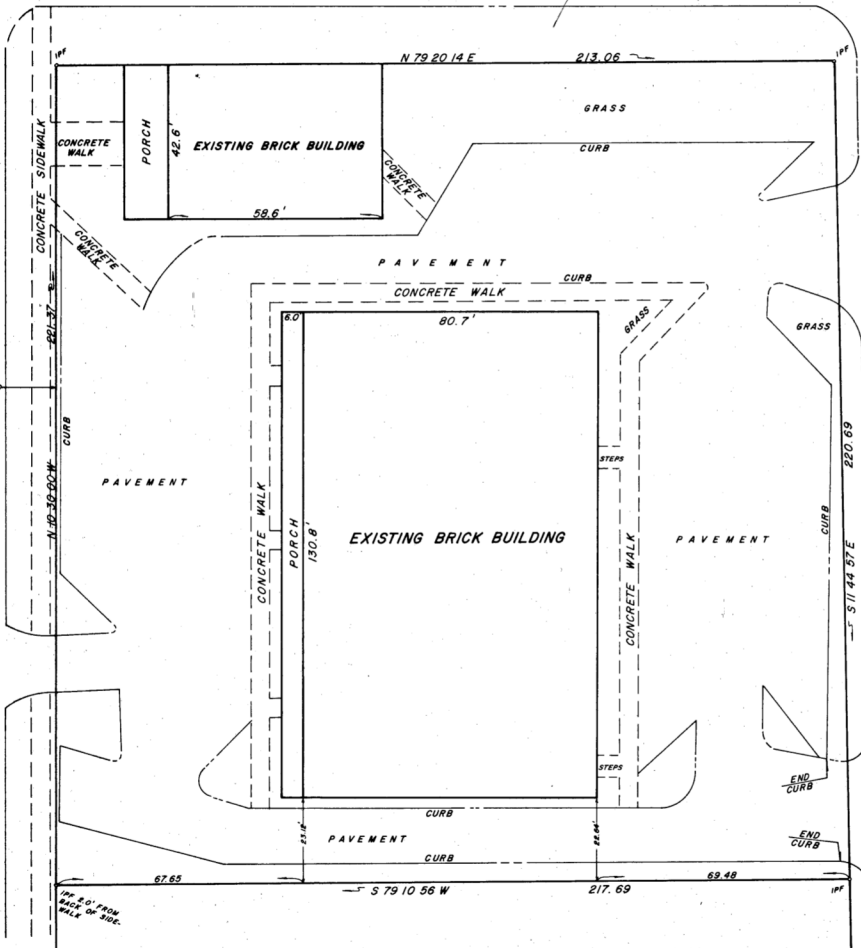 IPF
N 79 20 14 E
213.06
IPF
GRASS
CURB
CONCRETE SIDEWALK
CONCRETE
WALK
PORCH
42.6'
EXISTING BRICK BUILDING
CONCRETE
WALK
58.6'
CONCRETE
WALK
PAVEMENT
CURB
CONCRETE WALK
221.37
6.0'
80.7'
GRASS
GRASS
CURB
N 10 30 00 W
PAVEMENT
CONCRETE WALK
PORCH
130.8'
EXISTING BRICK BUILDING
STEPS
CONCRETE WALK
PAVEMENT
CURB
220.69
S 11 44 57 E
STEPS
END
CURB
CURB
23.12'
PAVEMENT
22.64'
END
CURB
CURB
67.65
S 79 10 56 W
217.69
69.48
IPF
IPF 2.0' FROM
BACK OF SIDE-
WALK